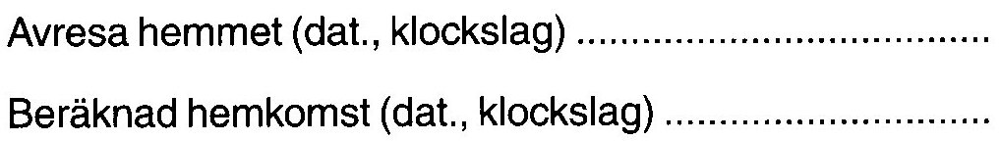 Avresa hemmet (dat., klockslag) ......................................
Beräknad hemkomst (dat., klockslag) ..............................